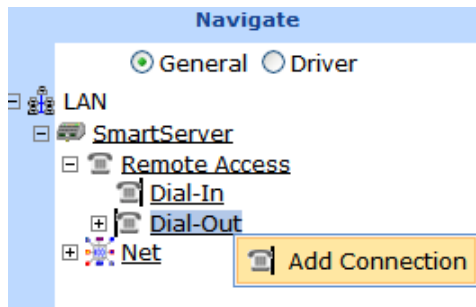 Navigate
General Driver
LAN
SmartServer
Remote Access
Dial-In
Dial-Out
Net
Add Connection